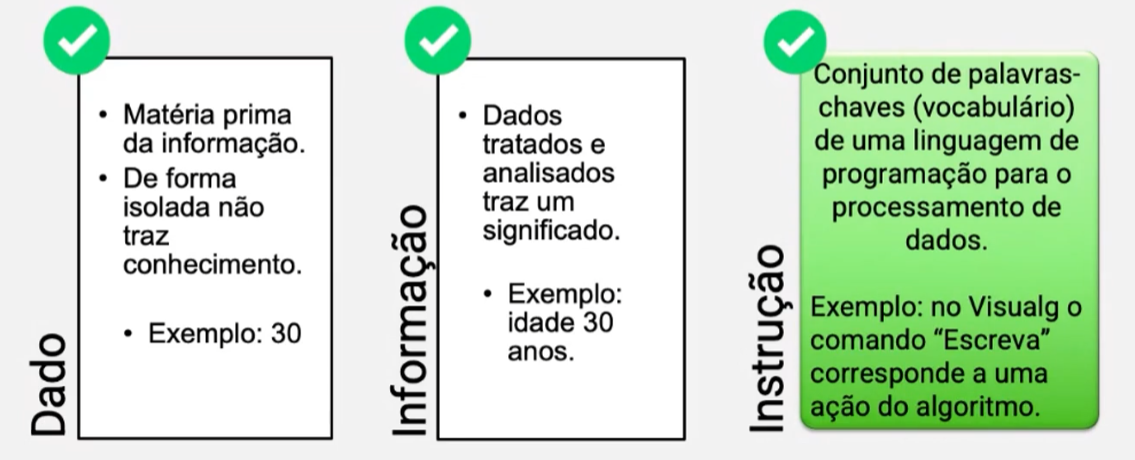 Dado
• Matéria prima
da informação.
• De forma
isolada não
traz
conhecimento.
• Exemplo: 30
Informação
• Dados
tratados e
analisados
traz um
significado.
• Exemplo:
idade 30
anos.
Instrução
Conjunto de palavras-
chaves (vocabulário)
de uma linguagem de
programação para o
processamento de
dados.
Exemplo: no Visualg o
comando “Escreva”
corresponde a uma
ação do algoritmo.